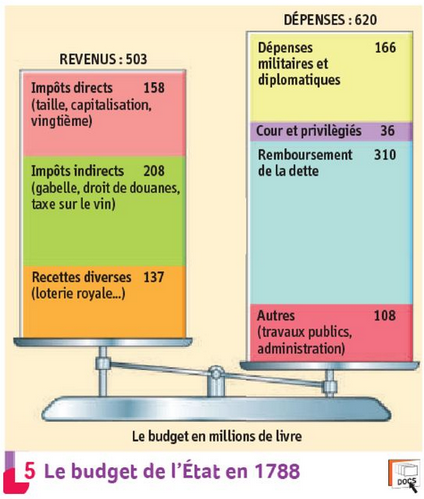 REVENUS : 503
Impôts directs 158
(taille, capitalisation,
vingtième)
Impôts indirects 208
(gabelle, droit de douanes,
taxe sur le vin)
Recettes diverses 137
(loterie royale...)
DÉPENSES : 620
Dépenses 166
militaires et
diplomatiques
Cour et privilègiés 36
Remboursement 310
de la dette
Autres 108
(travaux publics,
administration)
Le budget en millions de livre
5 Le budget de l'État en 1788
DOCS